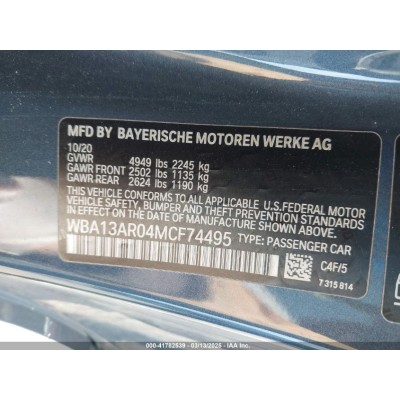 MFD BY BAYERISCHE MOTOREN WERKE AG
10/20
GVWR 4949 lbs 2245 kg
GAWR FRONT 2502 lbs 1135 kg
GAWR REAR 2624 lbs 1190 kg
THIS VEHICLE CONFORMS TO ALL APPLICABLE U.S.FEDERAL MOTOR
VEHICLE SAFETY, BUMPER, AND THEFT PREVENTION STANDARDS
IN EFFECT ON THE DATE OF MANUFACTURE SHOWN ABOVE.
WBA13AR04MCF74495 TYPE: PASSENGER CAR
C4F/5
7 315 814
000-41782539 - 03/13/2025 - IAA Inc.